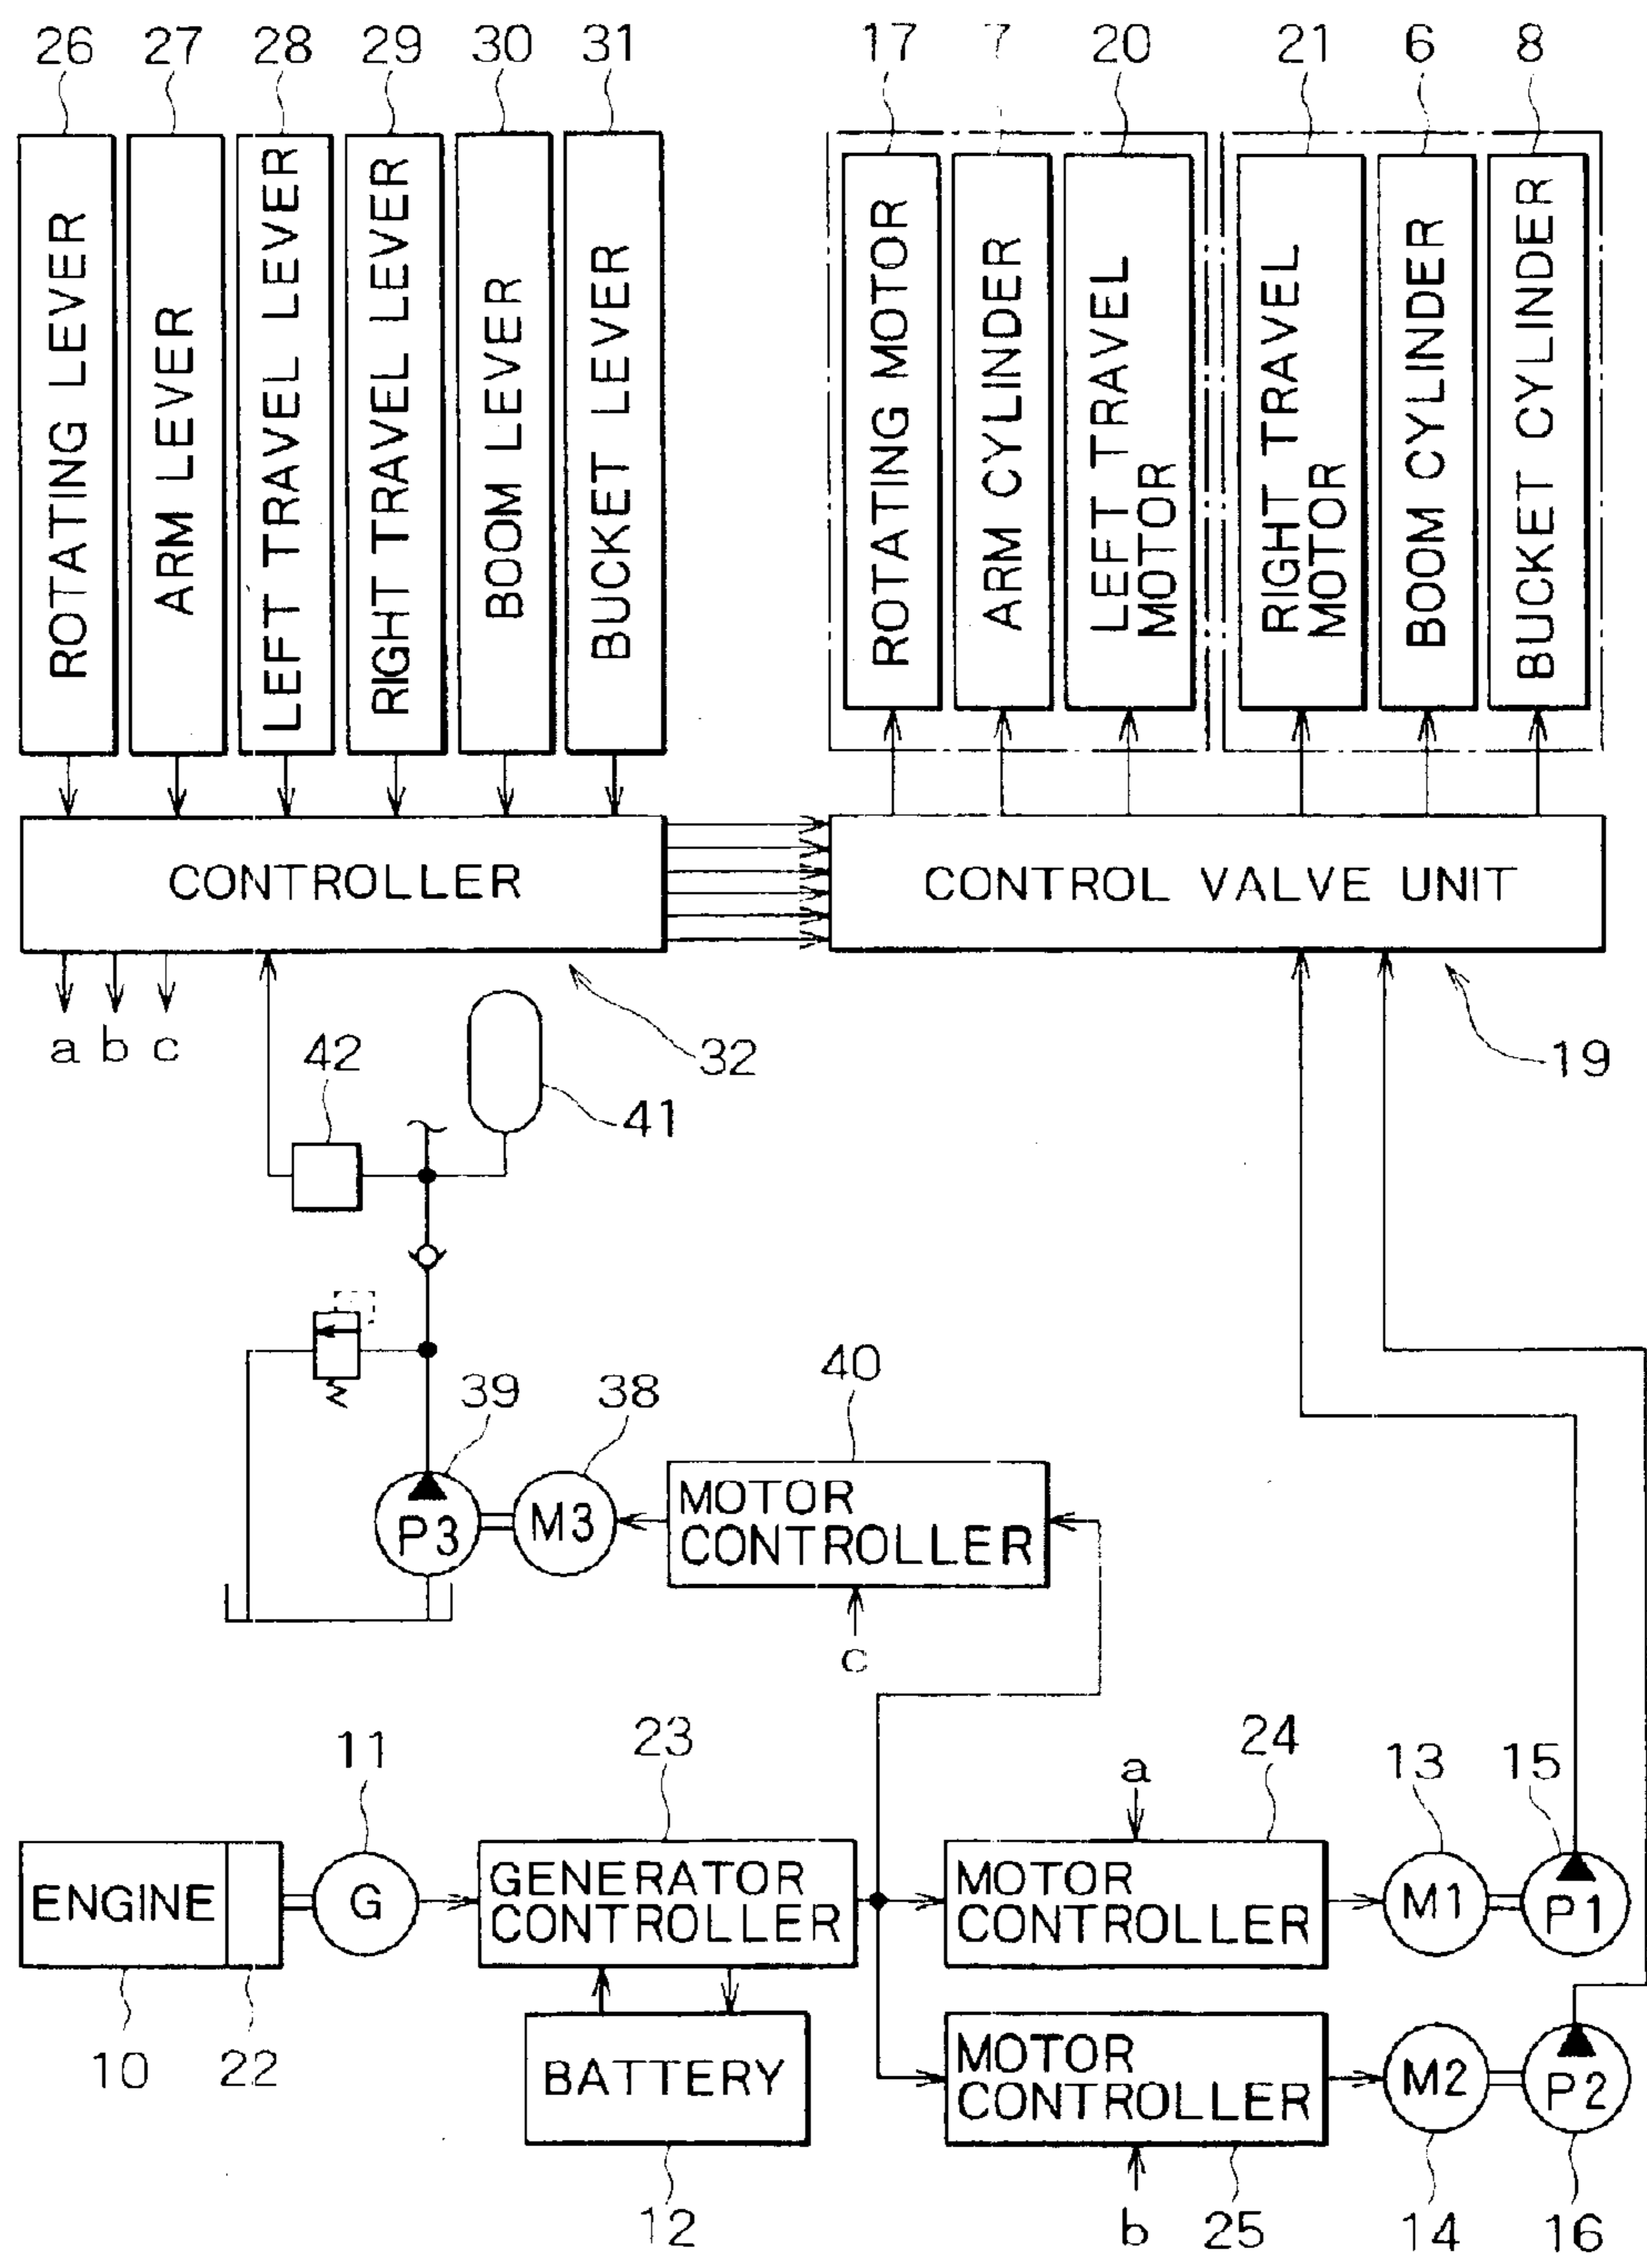 26 27 28 29 30 31 17 7 20 21 6 8
ROTATING LEVER
ARM LEVER
LEFT TRAVEL LEVER
RIGHT TRAVEL LEVER
BOOM LEVER
BUCKET LEVER
ROTATING MOTOR
ARM CYLINDER
LEFT TRAVEL
MOTOR
RIGHT TRAVEL
MOTOR
BOOM CYLINDER
BUCKET CYLINDER
CONTROLLER
CONTROL VALVE UNIT
a b c
42
32
19
41
40
39
38
P3
M3
MOTOR
CONTROLLER
c
11
23
a
24
13
15
ENGINE
G
GENERATOR
CONTROLLER
MOTOR
CONTROLLER
M1
P1
10
22
BATTERY
MOTOR
CONTROLLER
M2
P2
12
b
25
14
16